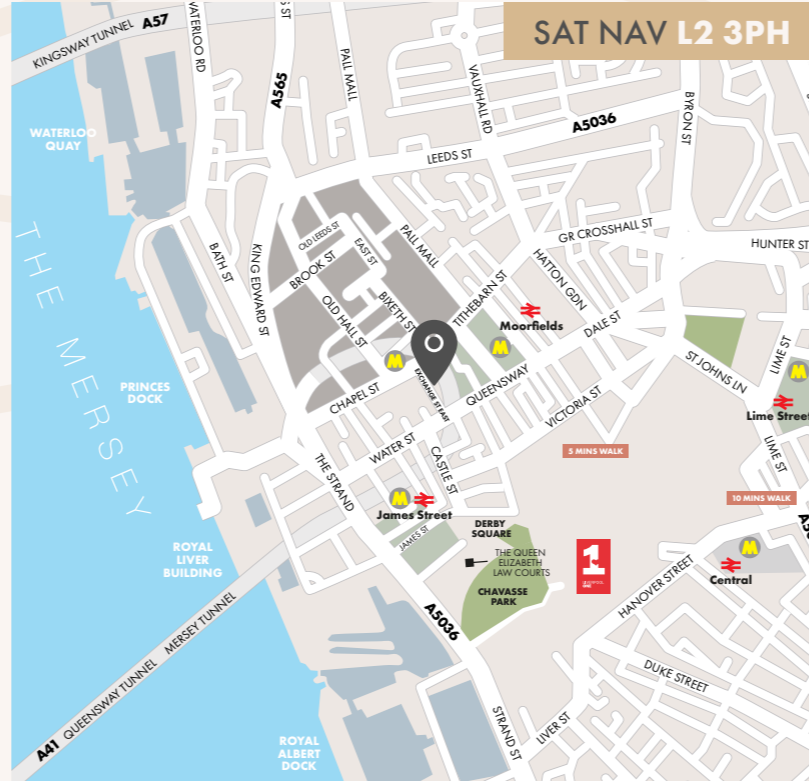 SAT NAV L2 3PH
KINGSWAY TUNNEL A57
WATERLOO RD
S ST
A565
PALL MALL
VAUXHALL RD
A5036
BYRON ST
LEEDS ST
WATERLOO
QUAY
THE MERSEY
BATH ST
KING EDWARD ST
OLD LEEDS ST
BROOK ST
EAST ST
PALL MALL
GR CROSSHALL ST
HUNTER ST
HATTON GDN
BIXETH ST
OLD HALL ST
TITHEBARN ST
Moorfields
DALE ST
M
M
ST JOHNS LN
LIME ST
M
Lime Street
PRINCES
DOCK
CHAPEL ST
EXCHANGE ST EAST
QUEENSWAY
VICTORIA ST
LIME ST
5 MINS WALK
WATER ST
CASTLE ST
THE STRAND
10 MINS WALK
M
James Street
JAMES ST
DERBY
SQUARE
THE QUEEN
ELIZABETH
LAW COURTS
CHAVASSE
PARK
1
M
Central
HANOVER STREET
ROYAL
LIVER
BUILDING
A5036
MERSEY TUNNEL
A41 QUEENSWAY TUNNEL
DUKE STREET
STRAND ST
LIVER ST
ROYAL
ALBERT
DOCK